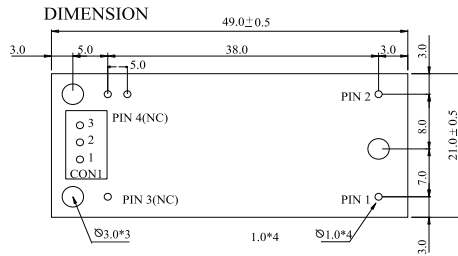 DIMENSION
49.0±0.5
3.0 5.0 38.0 3.0
5.0
3.0
PIN 4(NC)
PIN 2
3
2
1
CON1
8.0
21.0±0.5
7.0
PIN 3(NC)
PIN 1
∅3.0*3
1.0*4
∅1.0*4
3.0